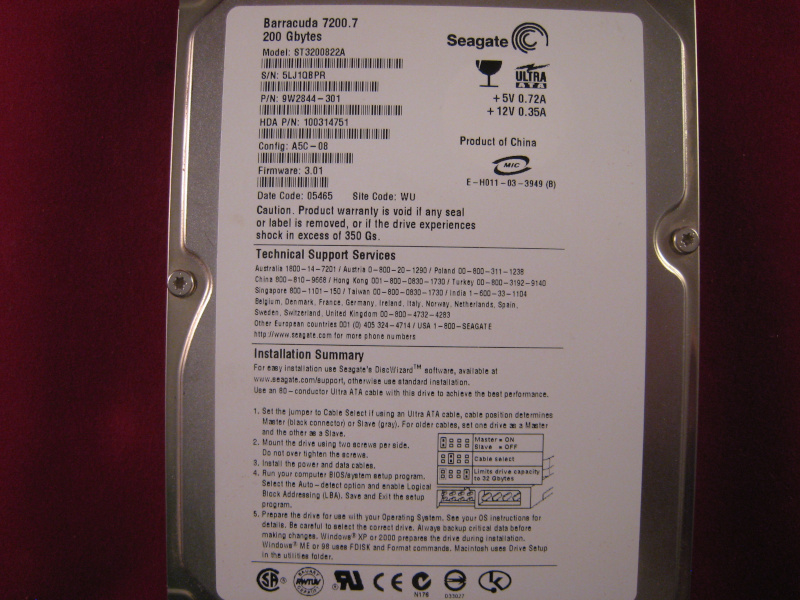 Barracuda 7200.7
200 Gbytes
Model: ST3200822A
S/N: 5LJ1QBPR
P/N: 9W2844-301
HDA P/N: 100314751
Config: A5C-08
Firmware: 3.01
Date Code: 05465 Site Code: WU
Seagate
ULTRA
ATA
+5V 0.72A
+12V 0.35A
Product of China
MIC
E-H011-03-3949 (B)
Caution. Product warranty is void if any seal
or label is removed, or if the drive experiences
shock in excess of 350 Gs.
Technical Support Services
Australia 1800-14-7201 / Austria 0-800-20-1290 / Poland 00-800-311-1238
China 800-810-9668 / Hong Kong 001-800-0830-1730 / Turkey 00-800-3192-9140
Singapore 800-1101-150 / Taiwan 00-800-0830-1730 / India 1-600-33-1104
Belgium, Denmark, France, Germany, Ireland, Italy, Norway, Netherlands, Spain,
Sweden, Switzerland, United Kingdom 00-800-4732-4283
Other European countries 001 (0) 405 324-4714 / USA 1-800-SEAGATE
http://www.seagate.com for more phone numbers
Installation Summary
For easy installation use Seagate's DiscWizard™ software, available at
www.seagate.com/support, otherwise use standard installation.
Use an 80-conductor Ultra ATA cable with this drive to achieve the best performance.
1. Set the jumper to Cable Select if using an Ultra ATA cable, cable position determines
Master (black connector) or Slave (gray). For older cables, set one drive as a Master
and the other as a Slave.
2. Mount the drive using two screws per side.
Do not over tighten the screws.
3. Install the power and data cables.
4. Run your computer BIOS/system setup program.
Select the Auto-detect option and enable Logical
Block Addressing (LBA). Save and Exit the setup
program.
Master = ON
Slave = OFF
Cable select
Limits drive capacity
to 32 Gbytes
5. Prepare the drive for use with your Operating System. See your OS instructions for
details. Be careful to select the correct drive. Always backup critical data before
making changes. Windows® XP or 2000 prepares the drive during installation.
Windows® ME or 98 uses FDISK and Format commands. Macintosh uses Drive Setup
in the utilities folder.
N176
D33027